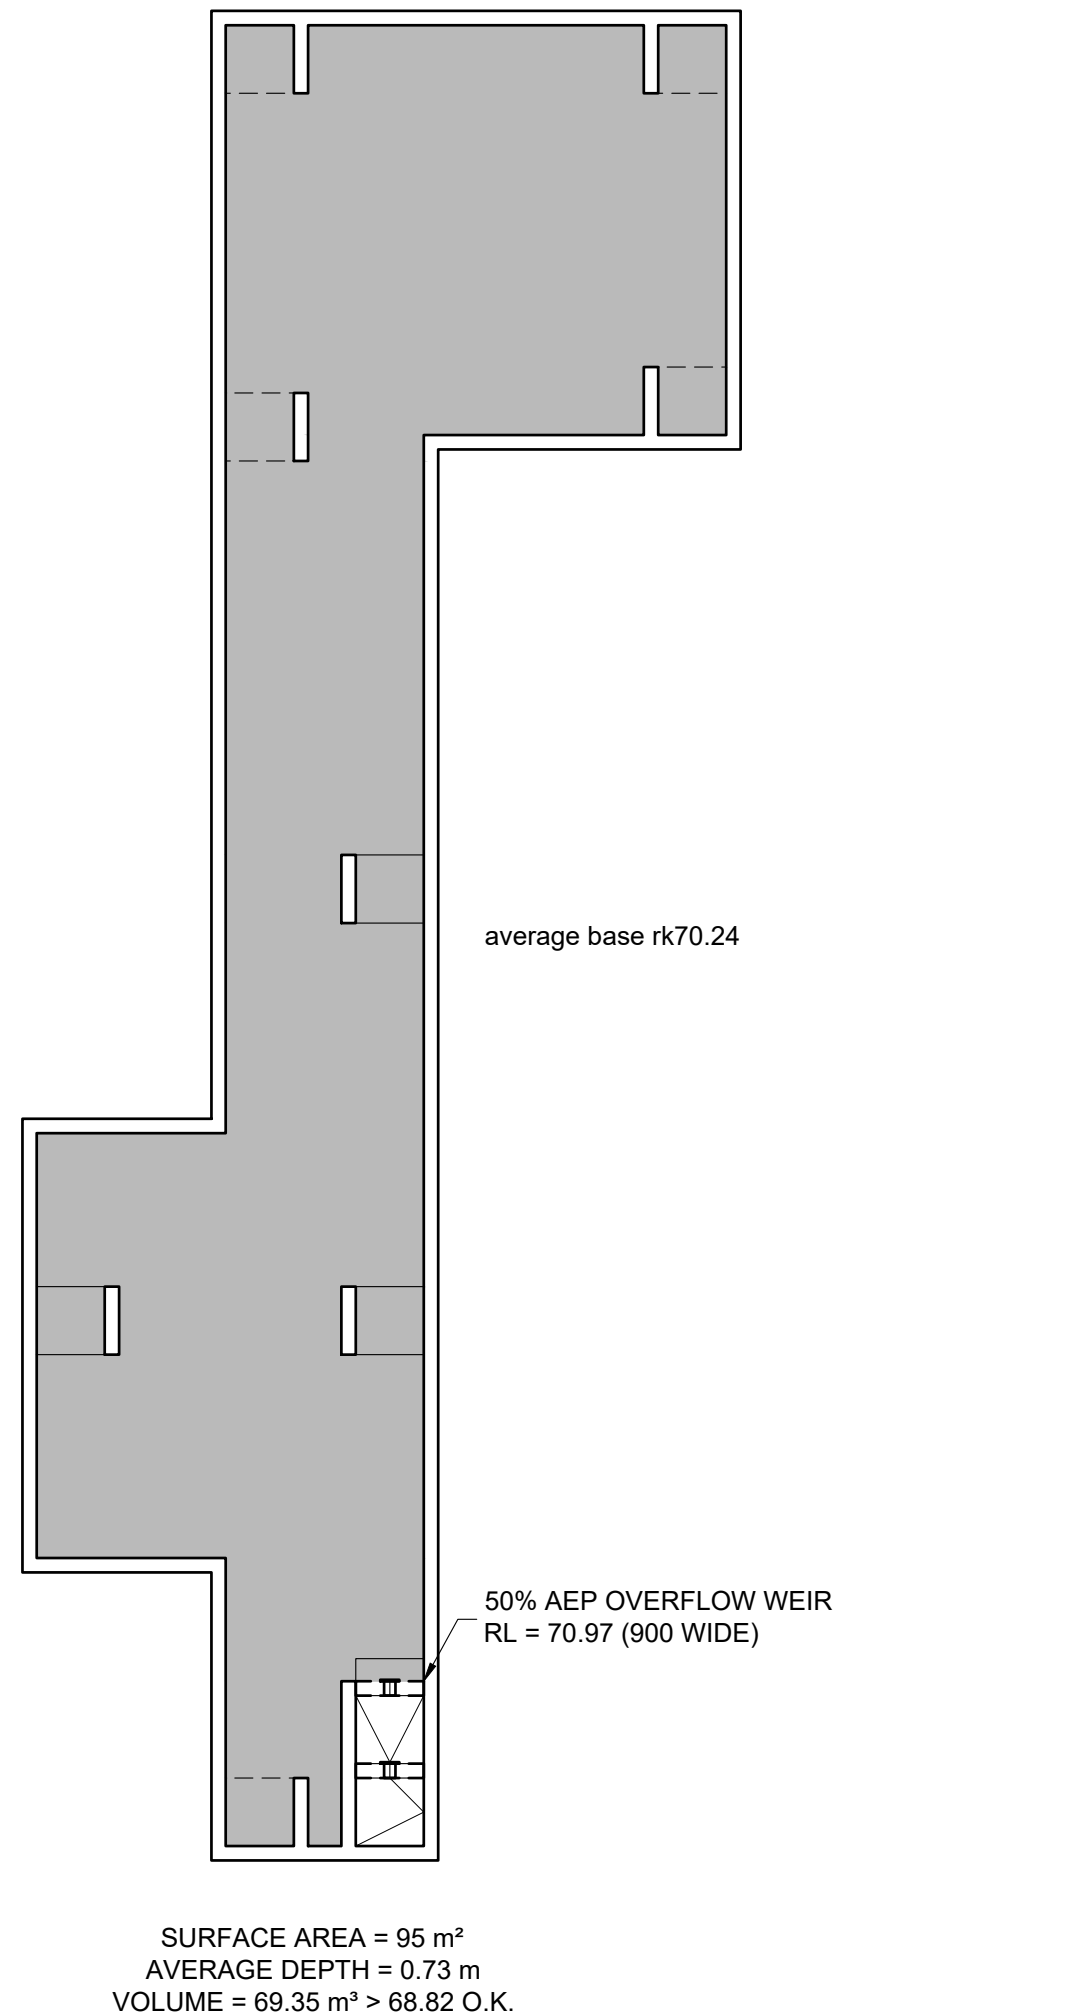 average base rk70.24
50% AEP OVERFLOW WEIR
RL = 70.97 (900 WIDE)
SURFACE AREA = 95 m²
AVERAGE DEPTH = 0.73 m
VOLUME = 69.35 m³ > 68.82 O.K.